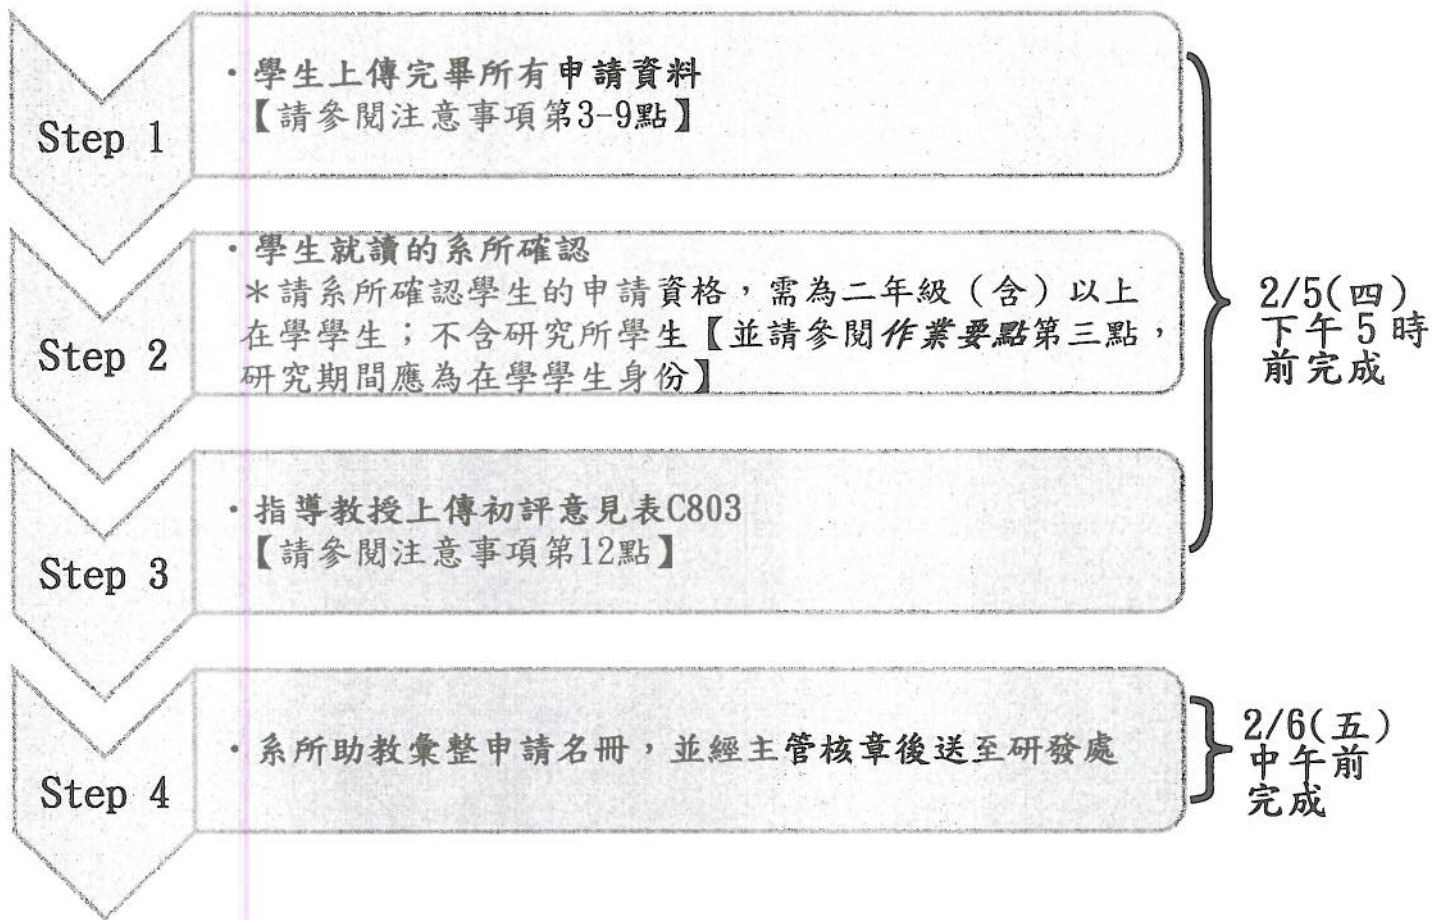 Step 1
・學生上傳完畢所有申請資料
【請參閱注意事項第3-9點】
Step 2
・學生就讀的系所確認
＊請系所確認學生的申請資格，需為二年級（含）以上
在學學生；不含研究所學生【並請參閱作業要點第三點，
研究期間應為在學學生身份】
Step 3
・指導教授上傳初評意見表C803
【請參閱注意事項第12點】
2/5(四)
下午5時
前完成
Step 4
・系所助教彙整申請名冊，並經主管核章後送至研發處
2/6(五)
中午前
完成